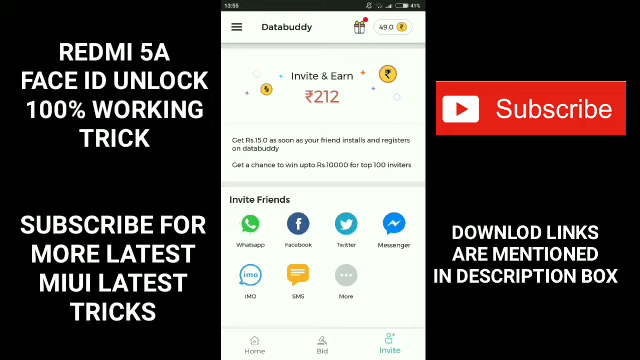 REDMI 5A
FACE ID UNLOCK
100% WORKING
TRICK
SUBSCRIBE FOR
MORE LATEST
MIUI LATEST
TRICKS
13:55
41%
Databuddy
49.0
Invite & Earn
₹212
Get Rs.15.0 as soon as your friend installs and registers
on databuddy
Get a chance to win upto Rs.10000 for top 100 inviters
Invite Friends
Whatsapp
Facebook
Twitter
Messenger
imo
IMO
SMS
More
Home
Bid
Invite
Subscribe
DOWNLOD LINKS
ARE MENTIONED
IN DESCRIPTION BOX